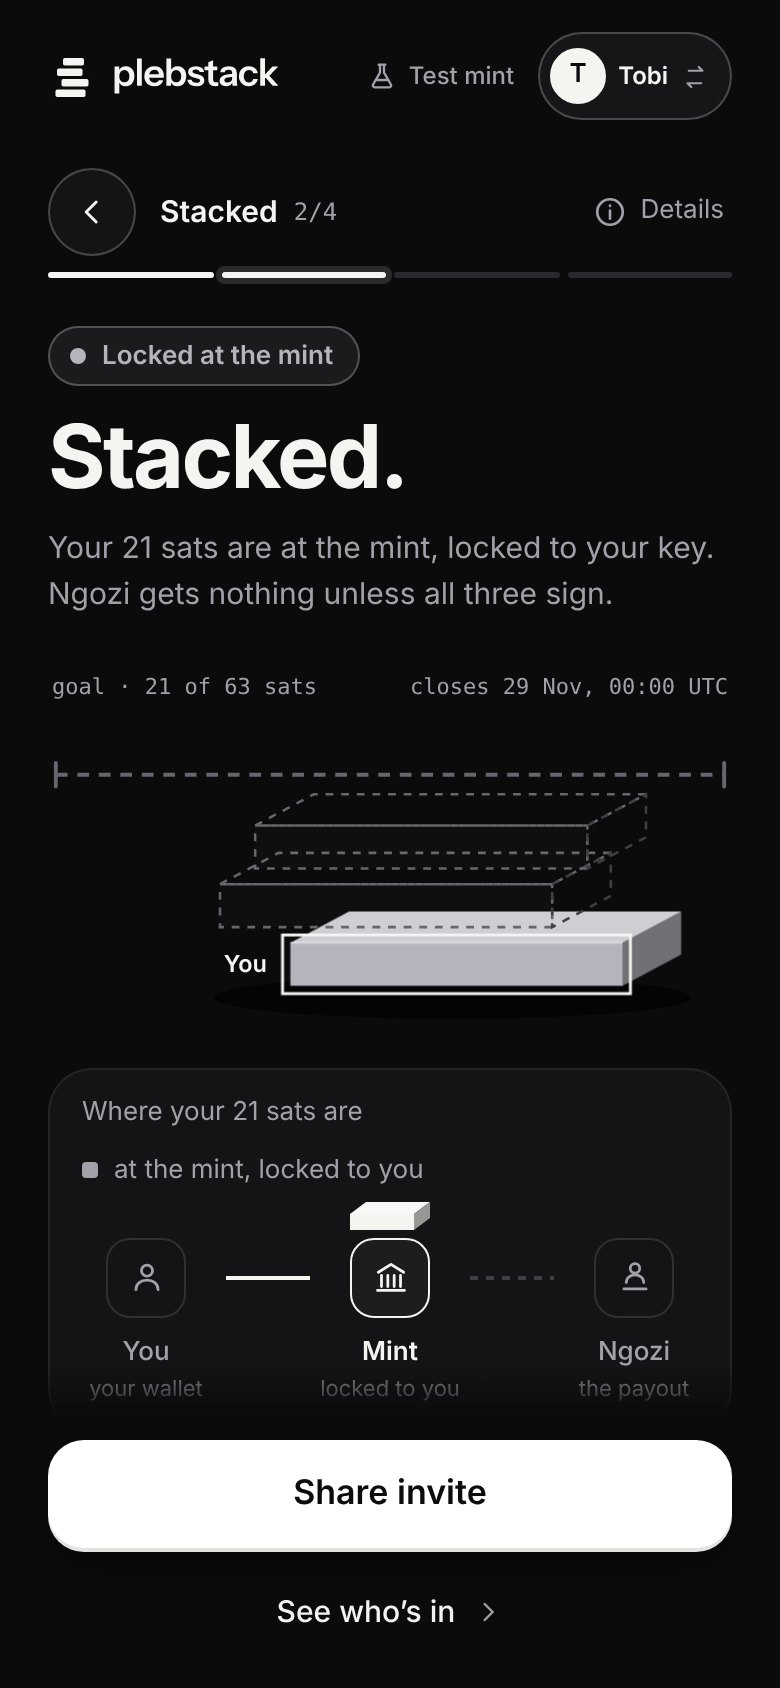 plebstack
Test mint
T
Tobi
Stacked 2/4
Details
Locked at the mint
Stacked.
Your 21 sats are at the mint, locked to your key.
Ngozi gets nothing unless all three sign.
goal · 21 of 63 sats
closes 29 Nov, 00:00 UTC
You
Where your 21 sats are
at the mint, locked to you
You
Mint
Ngozi
your wallet
locked to you
the payout
Share invite
See who’s in